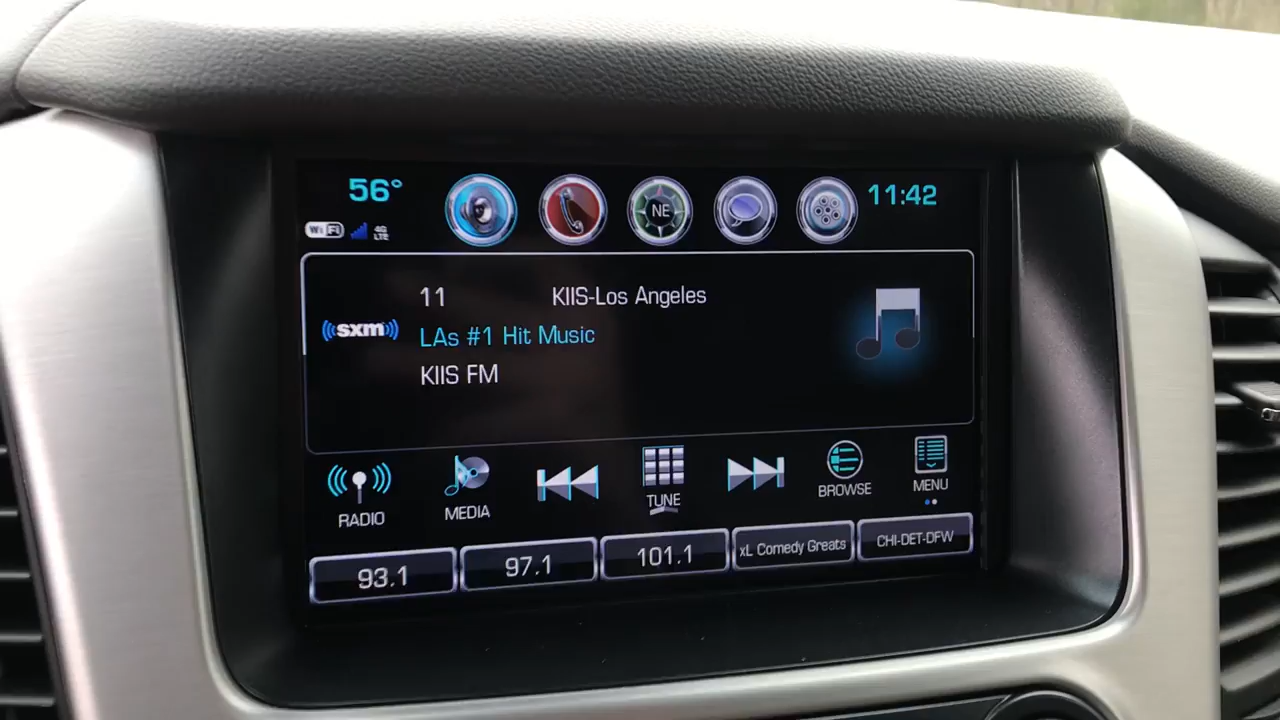 56°
NE
11:42
WiFi 4G LTE
11 KIIS-Los Angeles
((sxm))
LAs #1 Hit Music
KIIS FM
RADIO MEDIA TUNE BROWSE MENU
93.1 97.1 101.1 xL Comedy Greats CHI-DET-DFW